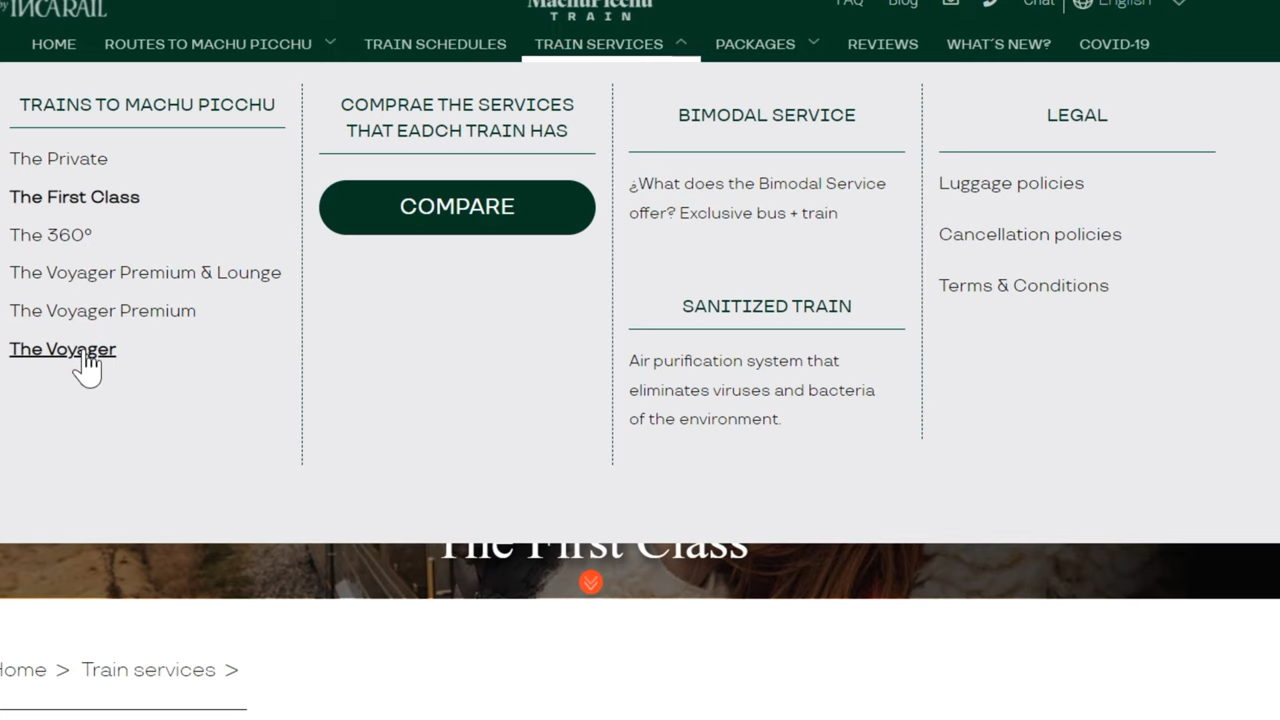 by INCARAIL
MachuPicchu
TRAIN
FAQ Blog Chat English
HOME ROUTES TO MACHU PICCHU TRAIN SCHEDULES TRAIN SERVICES PACKAGES REVIEWS WHAT´S NEW? COVID-19
TRAINS TO MACHU PICCHU
The Private
The First Class
The 360°
The Voyager Premium & Lounge
The Voyager Premium
The Voyager
COMPRAE THE SERVICES
THAT EADCH TRAIN HAS
COMPARE
BIMODAL SERVICE
¿What does the Bimodal Service
offer? Exclusive bus + train
SANITIZED TRAIN
Air purification system that
eliminates viruses and bacteria
of the environment.
LEGAL
Luggage policies
Cancellation policies
Terms & Conditions
The First Class
Home > Train services >